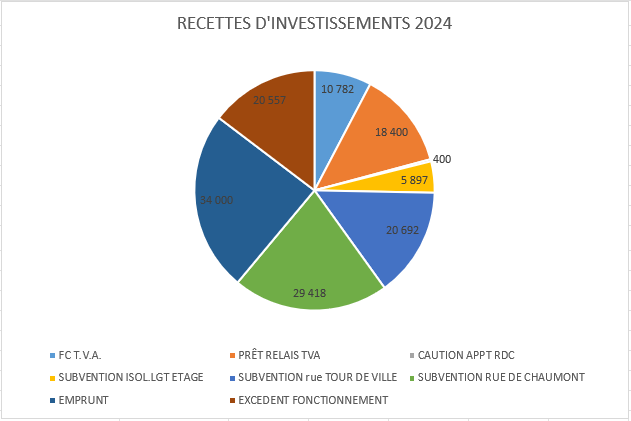 RECETTES D'INVESTISSEMENTS 2024
10 782
20 557
18 400
400
5 897
34 000
20 692
29 418
FC T.V.A.
PRÊT RELAIS TVA
CAUTION APPT RDC
SUBVENTION ISOL.LGT ETAGE
SUBVENTION rue TOUR DE VILLE
SUBVENTION RUE DE CHAUMONT
EMPRUNT
EXCEDENT FONCTIONNEMENT